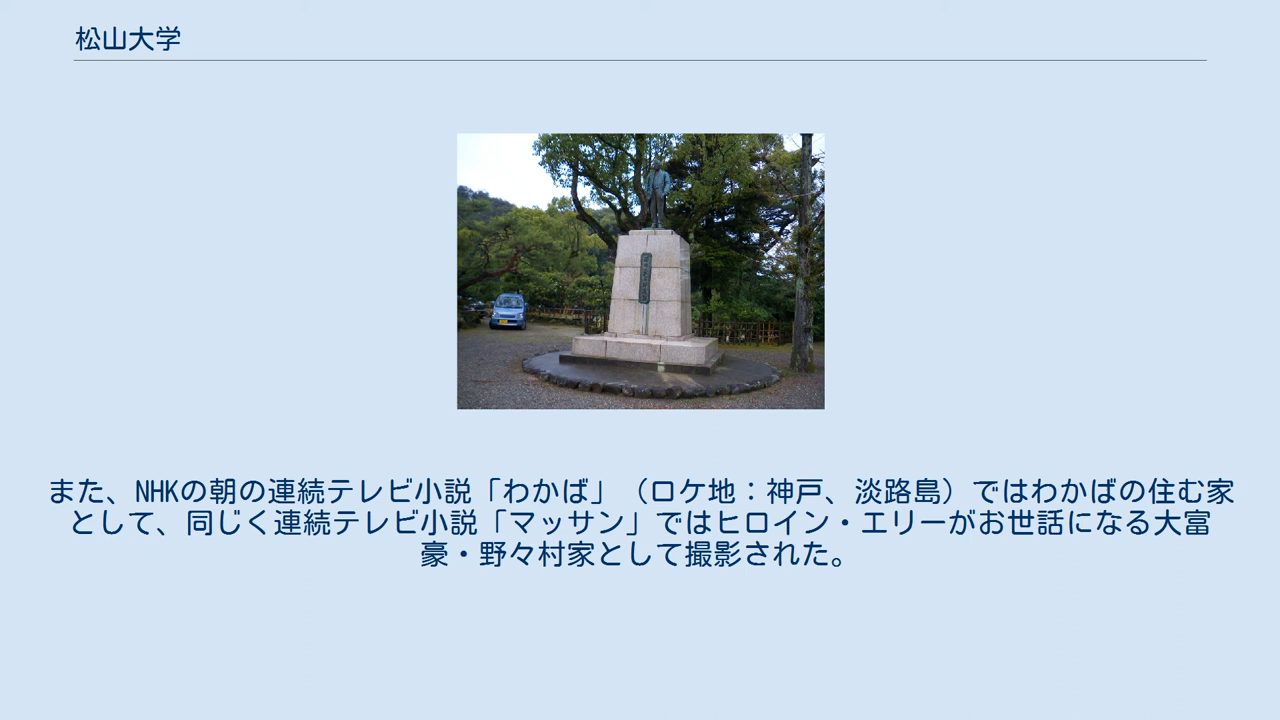 松山大学
また、NHKの朝の連続テレビ小説「わかば」（ロケ地：神戸、淡路島）ではわかばの住む家
として、同じく連続テレビ小説「マッサン」ではヒロイン・エリーがお世話になる大富
豪・野々村家として撮影された。